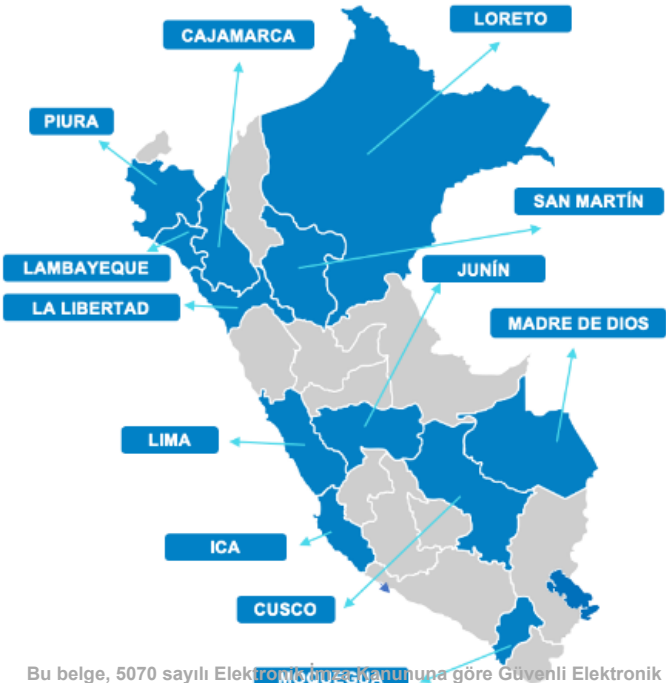 LORETO
CAJAMARCA
PIURA
SAN MARTÍN
LAMBAYEQUE
JUNÍN
LA LIBERTAD
MADRE DE DIOS
LIMA
ICA
CUSCO
MOQUEGUA
Bu belge, 5070 sayılı Elektronik İmza Kanununa göre Güvenli Elektronik